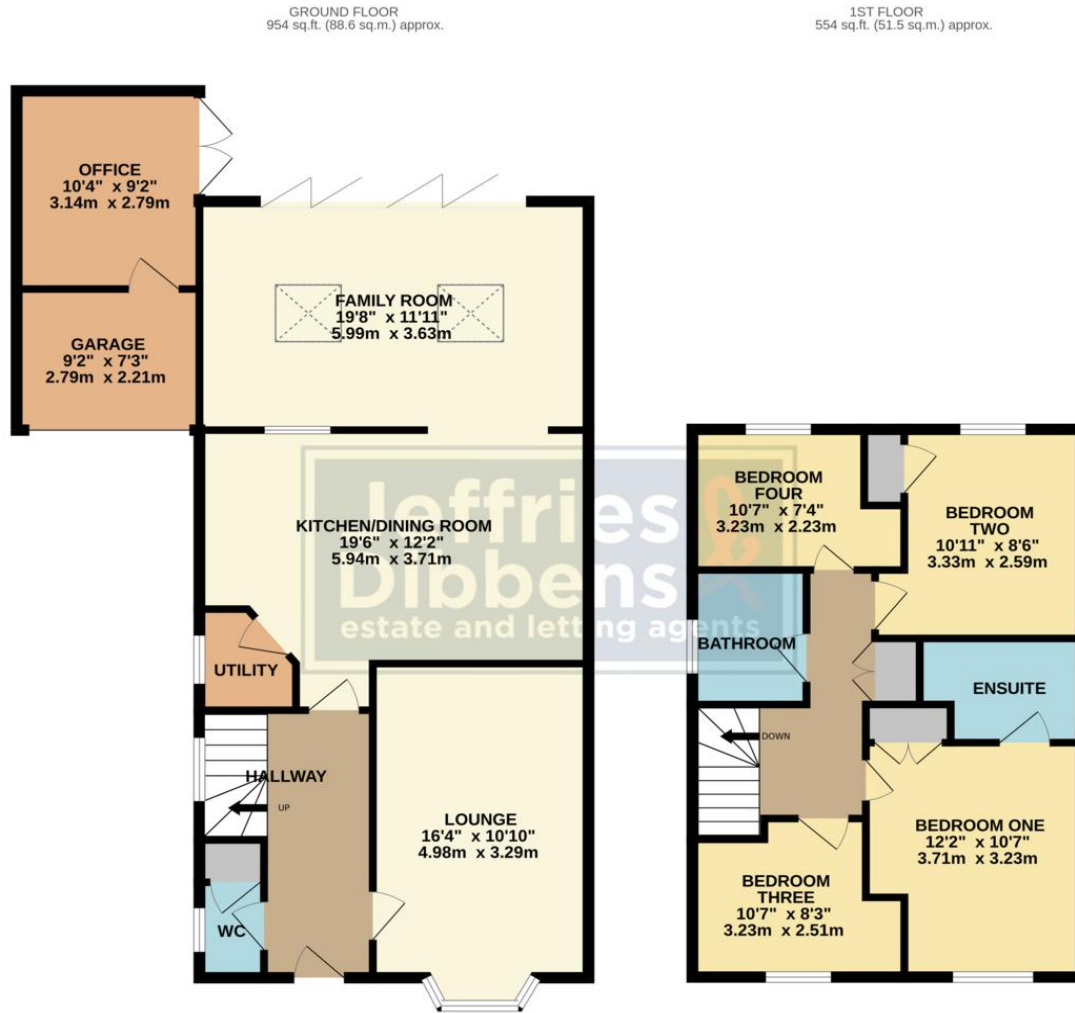 GROUND FLOOR
954 sq.ft. (88.6 sq.m.) approx.
1ST FLOOR
554 sq.ft. (51.5 sq.m.) approx.
OFFICE
10'4" x 9'2"
3.14m x 2.79m
FAMILY ROOM
19'8" x 11'11"
5.99m x 3.63m
GARAGE
9'2" x 7'3"
2.79m x 2.21m
KITCHEN/DINING ROOM
19'6" x 12'2"
5.94m x 3.71m
UTILITY
HALLWAY
UP
LOUNGE
16'4" x 10'10"
4.98m x 3.29m
WC
BEDROOM
FOUR
10'7" x 7'4"
3.23m x 2.23m
BEDROOM
TWO
10'11" x 8'6"
3.33m x 2.59m
BATHROOM
ENSUITE
DOWN
BEDROOM ONE
12'2" x 10'7"
3.71m x 3.23m
BEDROOM
THREE
10'7" x 8'3"
3.23m x 2.51m
Jeffries &
Dibbens
estate and letting agents